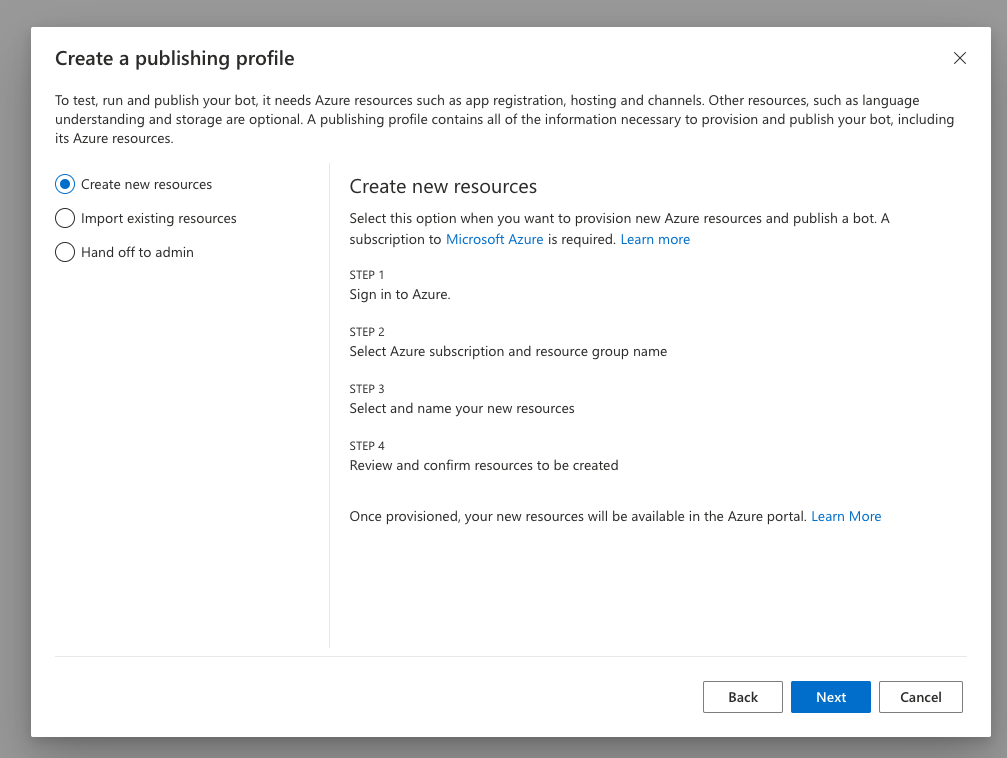 Create a publishing profile
To test, run and publish your bot, it needs Azure resources such as app registration, hosting and channels. Other resources, such as language
understanding and storage are optional. A publishing profile contains all of the information necessary to provision and publish your bot, including
its Azure resources.
Create new resources
Import existing resources
Hand off to admin
Create new resources
Select this option when you want to provision new Azure resources and publish a bot. A
subscription to Microsoft Azure is required. Learn more
STEP 1
Sign in to Azure.
STEP 2
Select Azure subscription and resource group name
STEP 3
Select and name your new resources
STEP 4
Review and confirm resources to be created
Once provisioned, your new resources will be available in the Azure portal. Learn More
Back
Next
Cancel